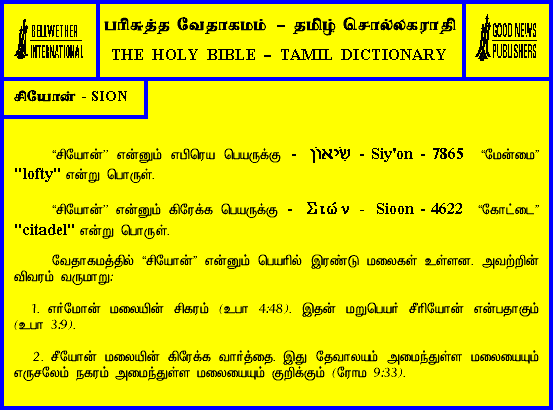 BELLWETHER
INTERNATIONAL
பரிசுத்த வேதாகமம் – தமிழ் சொல்லகராதி
THE HOLY BIBLE – TAMIL DICTIONARY
GOOD NEWS
PUBLISHERS
சியோன் - SION
“சியோன்” என்னும் எபிரெய பெயருக்கு - שִׂיאֹן - Siy'on - 7865 “மேன்மை”
"lofty" என்று பொருள்.
“சியோன்” என்னும் கிரேக்க பெயருக்கு - Σιών - Sioon - 4622 “கோட்டை”
"citadel" என்று பொருள்.
வேதாகமத்தில் “சியோன்” என்னும் பெயரில் இரண்டு மலைகள் உள்ளன. அவற்றின்
விவரம் வருமாறு:
1. எர்மோன் மலையின் சிகரம் (உபா 4:48). இதன் மறுபெயர் சீரியோன் என்பதாகும்
(உபா 3:9).
2. சீயோன் மலையின் கிரேக்க வார்த்தை. இது தேவாலயம் அமைந்துள்ள மலையையும்
எருசலேம் நகரம் அமைந்துள்ள மலையையும் குறிக்கும் (ரோம 9:33).